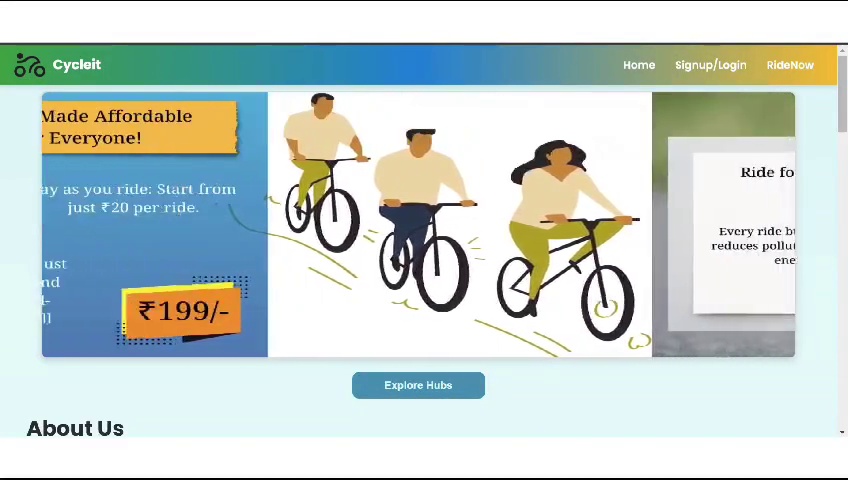 Cycleit
Home Signup/Login RideNow
Made Affordable
Everyone!
ay as you ride: Start from
just ₹20 per ride.
ust
nd
₹199/-
Ride fo
Every ride bu
reduces pollut
ene
Explore Hubs
About Us